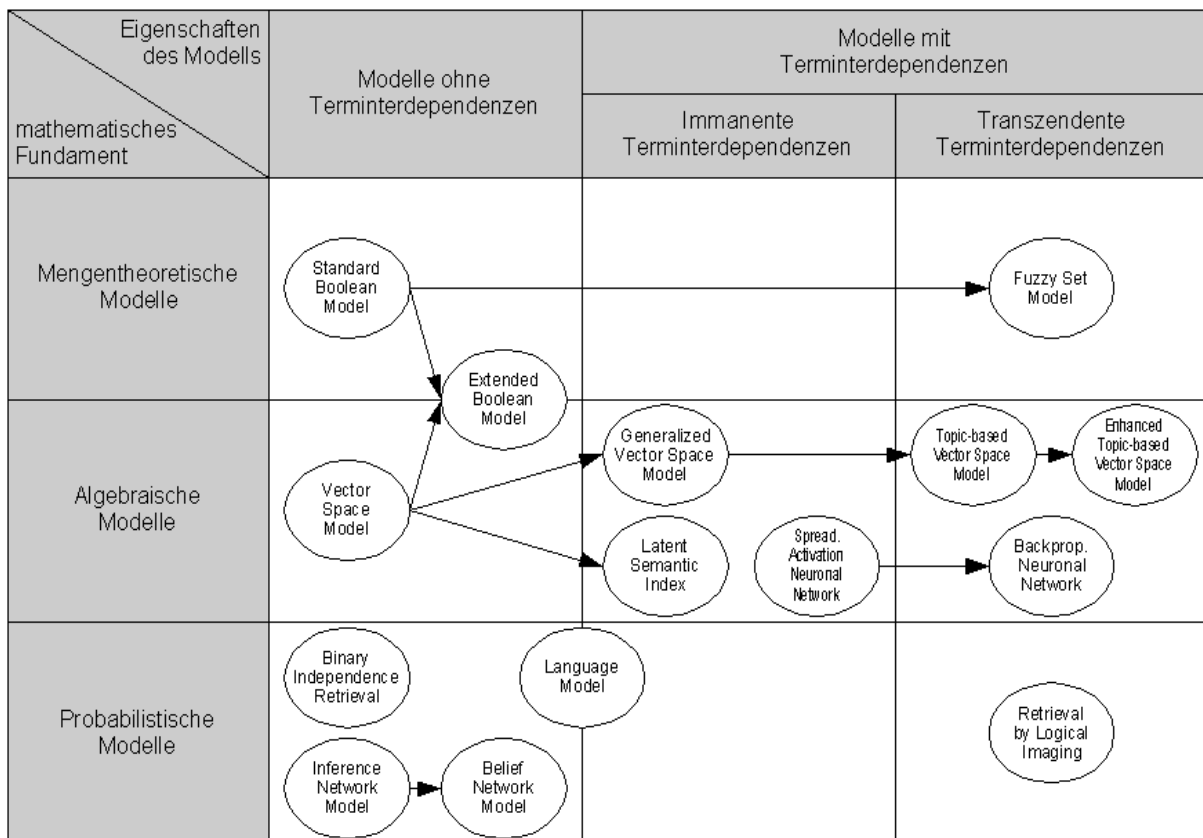 Eigenschaften
des Modells
mathematisches
Fundament
Modelle ohne
Terminterdependenzen
Modelle mit
Terminterdependenzen
Immanente
Terminterdependenzen
Transzendente
Terminterdependenzen
Mengentheoretische
Modelle
Standard
Boolean
Model
Fuzzy Set
Model
Extended
Boolean
Model
Algebraische
Modelle
Vector
Space
Model
Generalized
Vector Space
Model
Topic-based
Vector Space
Model
Enhanced
Topic-based
Vector Space
Model
Latent
Semantic
Index
Spread.
Activation
Neuronal
Network
Backprop.
Neuronal
Network
Probabilistische
Modelle
Binary
Independence
Retrieval
Language
Model
Inference
Network
Model
Belief
Network
Model
Retrieval
by Logical
Imaging